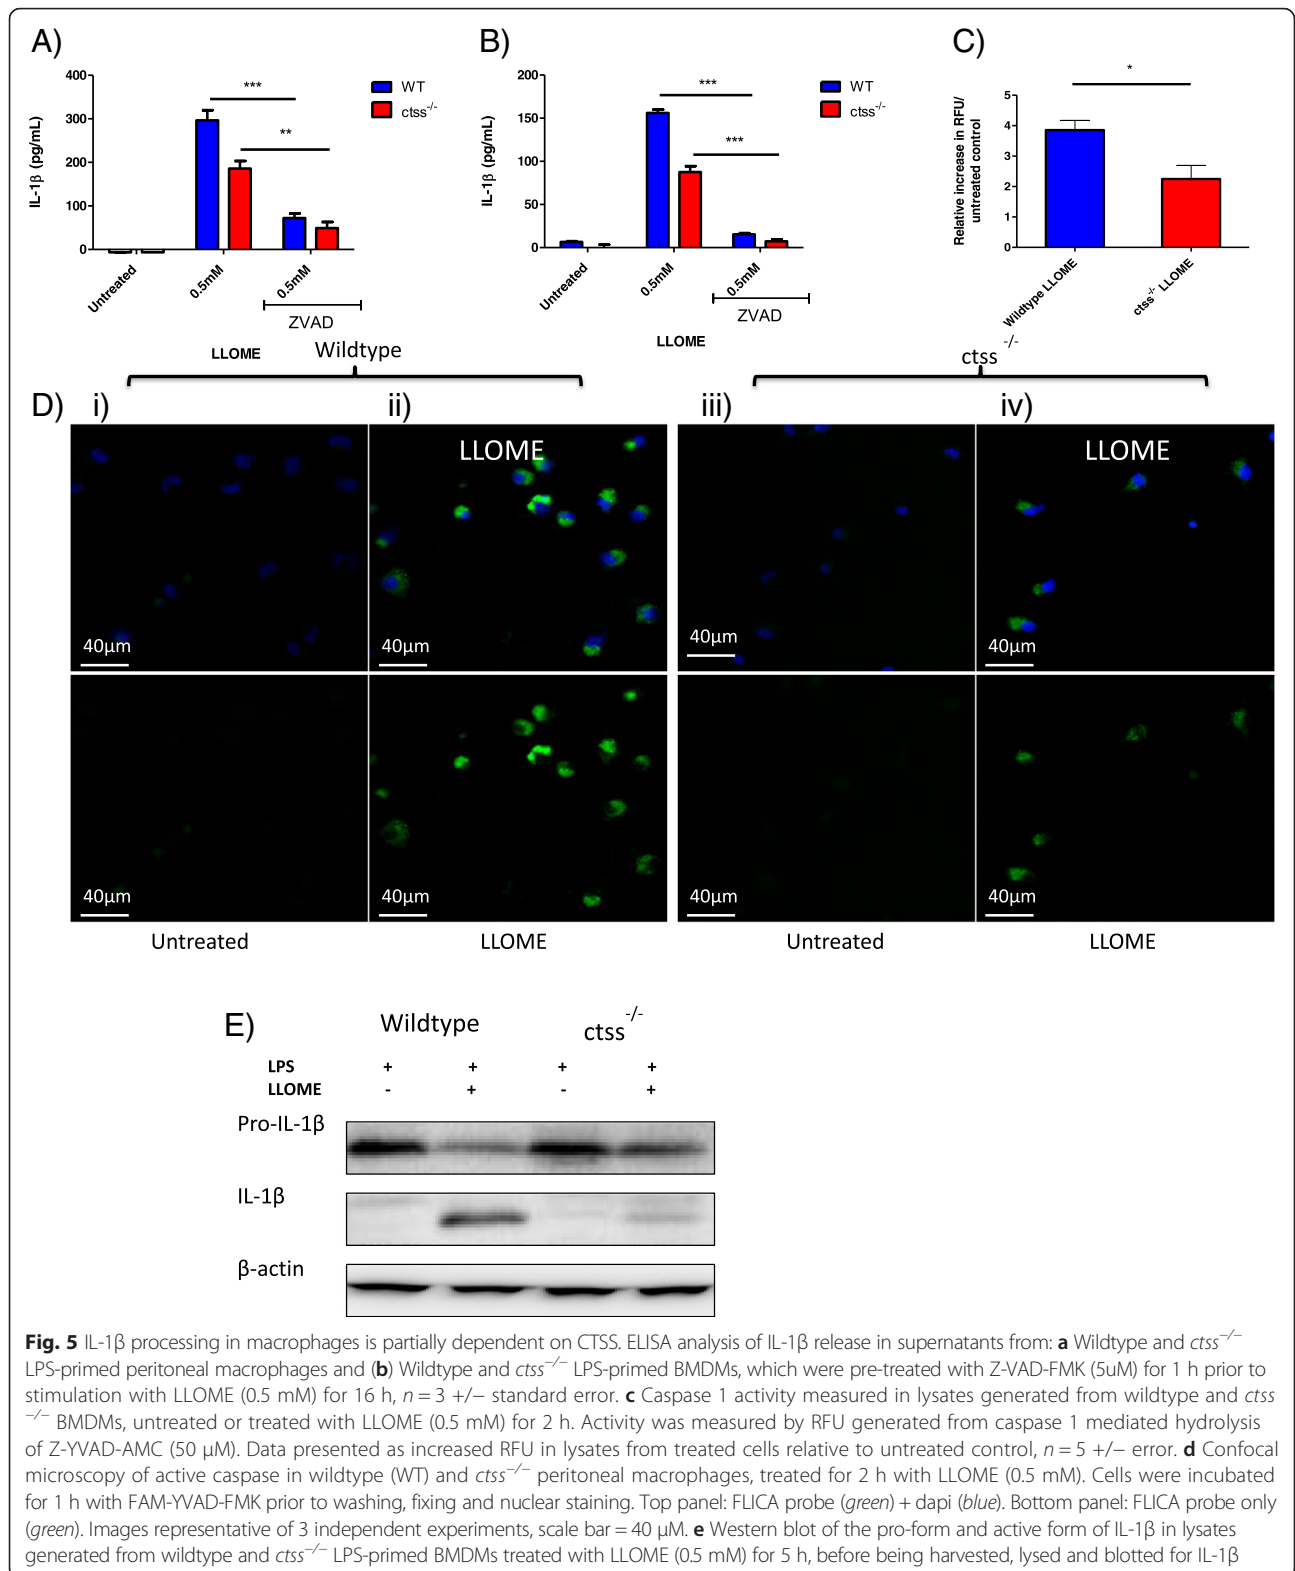 A)
B)
C)
400
300
200
100
0
IL-1β (pg/mL)
***
**
WT
ctss-/-
Untreated
0.5mM
0.5mM
ZVAD
LLOME
200
150
100
50
0
IL-1β (pg/mL)
***
***
WT
ctss-/-
Untreated
0.5mM
0.5mM
ZVAD
LLOME
*
5
4
3
2
1
0
Relative increase in RFU/
untreated control
Wildtype LLOME
ctss-/- LLOME
Wildtype
ctss -/-
D) i) ii) iii) iv)
LLOME
LLOME
40µm
40µm
40µm
40µm
40µm
40µm
40µm
40µm
Untreated
LLOME
Untreated
LLOME
E)
Wildtype
ctss-/-
LPS + + + +
LLOME - + - +
Pro-IL-1β
IL-1β
β-actin
Fig. 5 IL-1β processing in macrophages is partially dependent on CTSS. ELISA analysis of IL-1β release in supernatants from: a Wildtype and ctss−/−
LPS-primed peritoneal macrophages and (b) Wildtype and ctss−/− LPS-primed BMDMs, which were pre-treated with Z-VAD-FMK (5uM) for 1 h prior to
stimulation with LLOME (0.5 mM) for 16 h, n = 3 +/− standard error. c Caspase 1 activity measured in lysates generated from wildtype and ctss
−/− BMDMs, untreated or treated with LLOME (0.5 mM) for 2 h. Activity was measured by RFU generated from caspase 1 mediated hydrolysis
of Z-YVAD-AMC (50 µM). Data presented as increased RFU in lysates from treated cells relative to untreated control, n = 5 +/− error. d Confocal
microscopy of active caspase in wildtype (WT) and ctss−/− peritoneal macrophages, treated for 2 h with LLOME (0.5 mM). Cells were incubated
for 1 h with FAM-YVAD-FMK prior to washing, fixing and nuclear staining. Top panel: FLICA probe (green) + dapi (blue). Bottom panel: FLICA probe only
(green). Images representative of 3 independent experiments, scale bar = 40 µM. e Western blot of the pro-form and active form of IL-1β in lysates
generated from wildtype and ctss−/− LPS-primed BMDMs treated with LLOME (0.5 mM) for 5 h, before being harvested, lysed and blotted for IL-1β